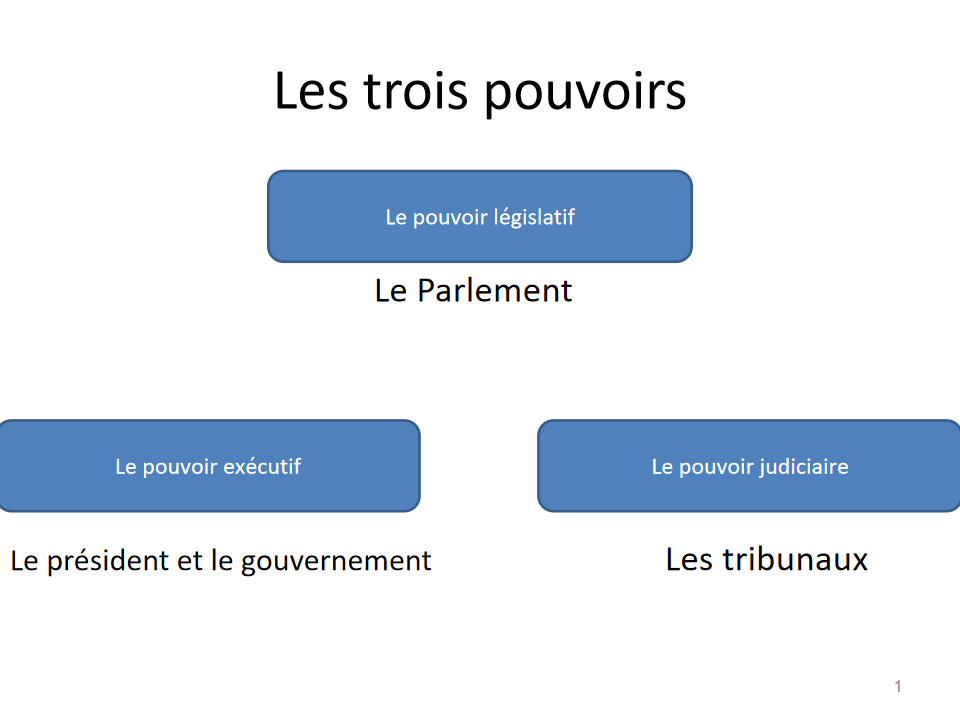 Les trois pouvoirs
Le pouvoir législatif
Le Parlement
Le pouvoir exécutif
Le pouvoir judiciaire
Le président et le gouvernement
Les tribunaux
1